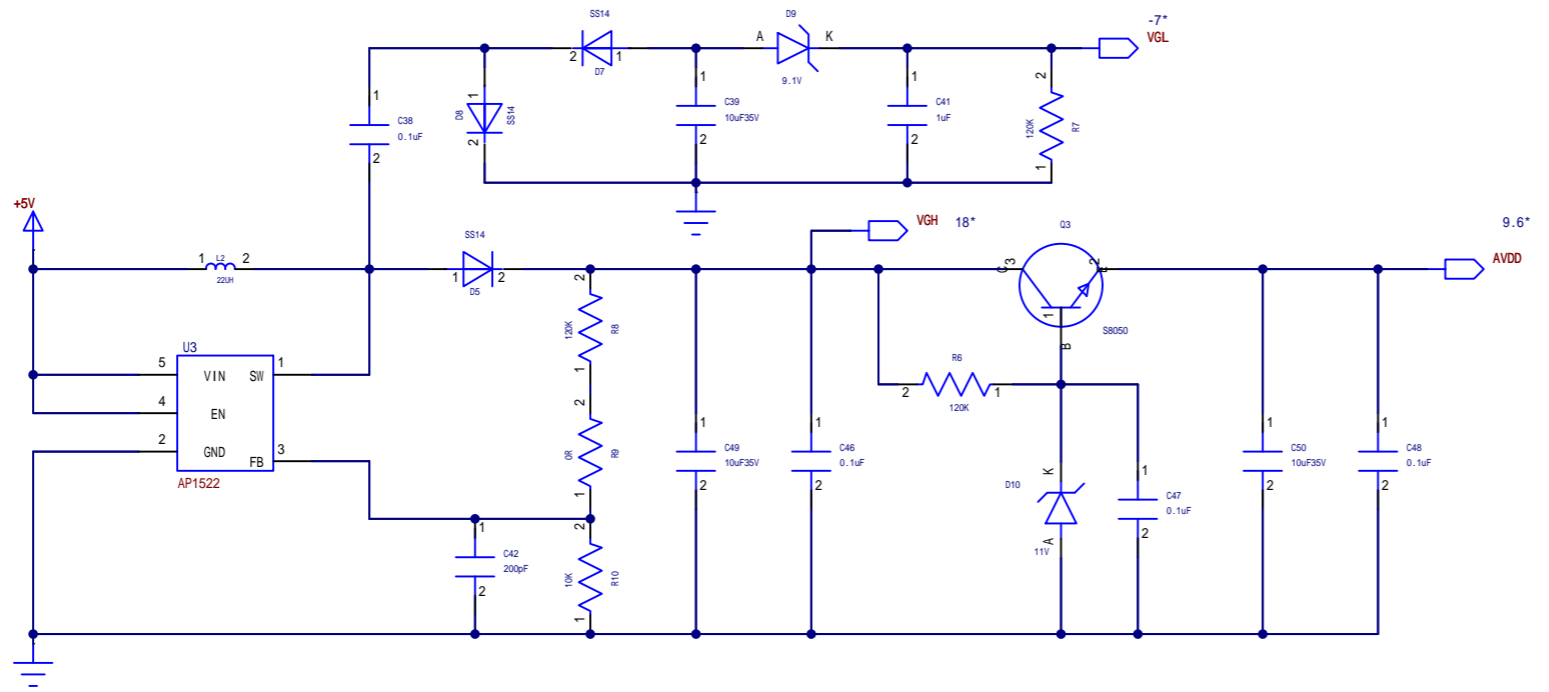 SS14
D9
-7*
VGL
2
1
D7
A
K
9.1V
1
C38
0.1uF
2
D8
1
2
SS14
1
C39
10uF35V
2
1
C41
1uF
2
2
120K
R7
1
+5V
VGH
18*
Q3
9.6*
AVDD
1
L2
2
22UH
SS14
1
D5
2
C
3
2
E
1
B
S8050
2
120K
R8
1
U3
5
VIN
SW
1
4
EN
2
GND
FB
3
AP1522
2
0R
R9
1
R6
2
1
120K
1
C49
10uF35V
2
1
C46
0.1uF
2
K
D10
11V
A
1
C47
0.1uF
2
1
C50
10uF35V
2
1
C48
0.1uF
2
1
C42
200pF
2
2
10K
R10
1